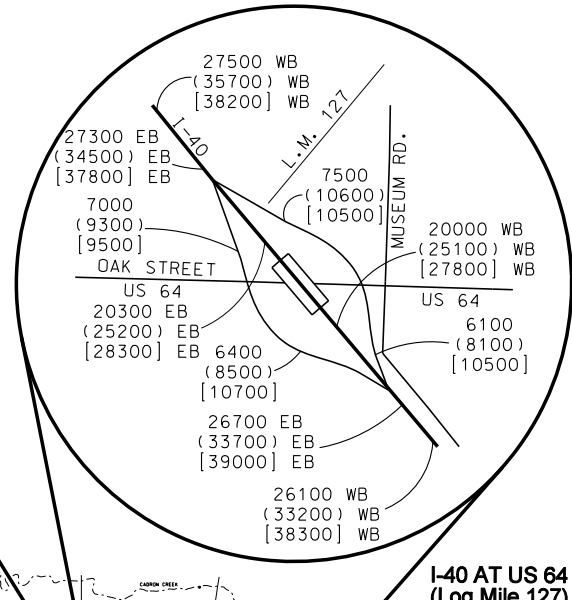 27500 WB
(35700) WB
[38200] WB
I-40
L.M. 127
27300 EB
(34500) EB
[37800] EB
7500
(10600)
[10500]
MUSEUM RD.
7000
(9300)
[9500]
20000 WB
(25100) WB
[27800] WB
OAK STREET
US 64
US 64
20300 EB
(25200) EB
[28300] EB
6100
(8100)
[10500]
6400
(8500)
[10700]
26700 EB
(33700) EB
[39000] EB
26100 WB
(33200) WB
[38300] WB
I-40 AT US 64
(Log Mile 127)
CADRON CREEK